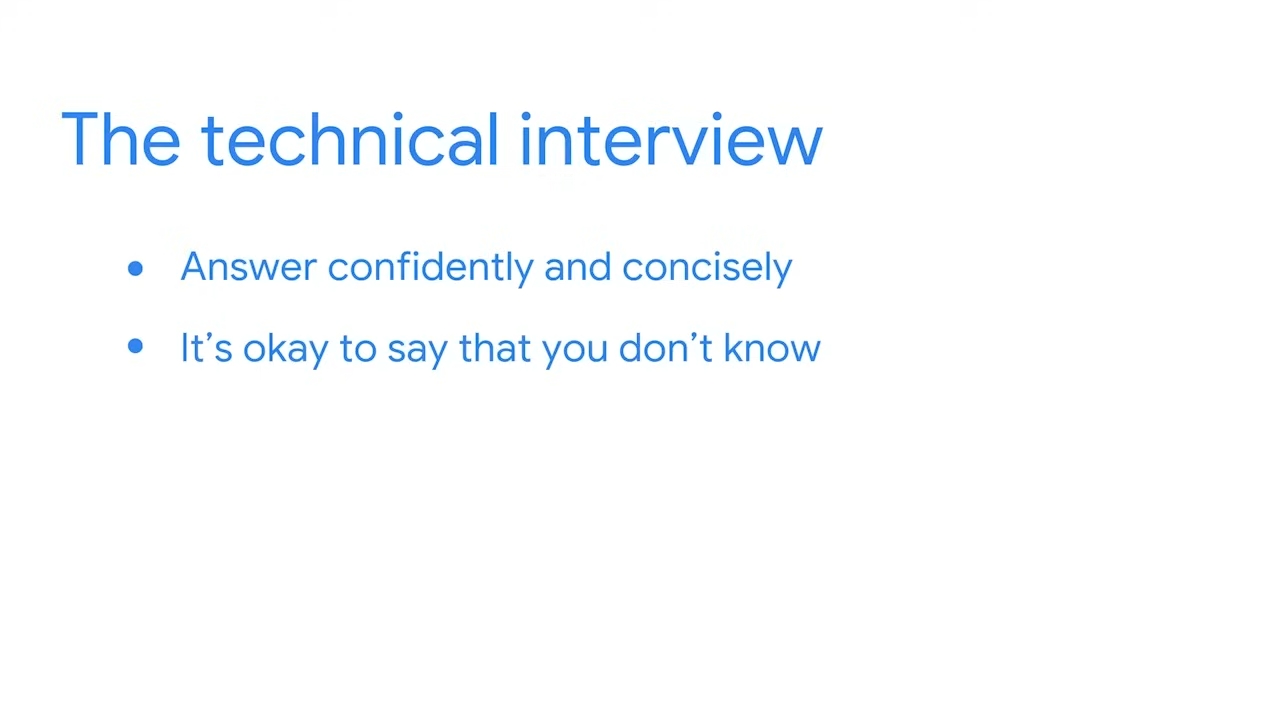 The technical interview
• Answer confidently and concisely
• It’s okay to say that you don’t know